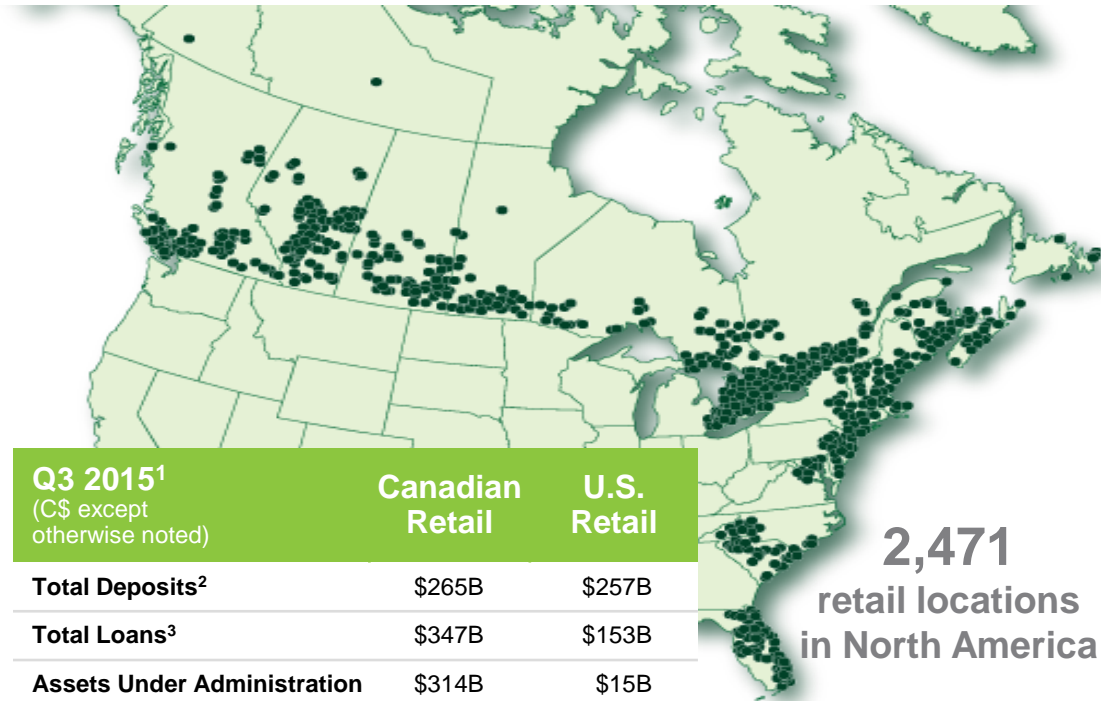 Q3 2015¹
(C$ except
otherwise noted)
Canadian
Retail
U.S.
Retail
Total Deposits² $265B $257B
Total Loans³ $347B $153B
Assets Under Administration $314B $15B
2,471
retail locations
in North America